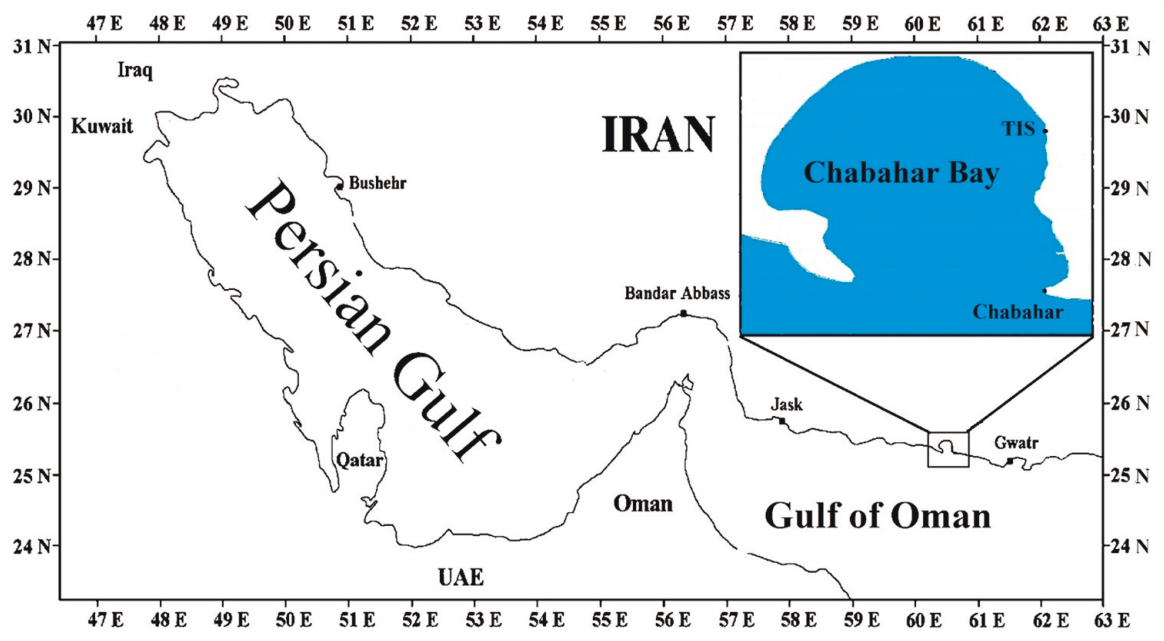 47 E 48 E 49 E 50 E 51 E 52 E 53 E 54 E 55 E 56 E 57 E 58 E 59 E 60 E 61 E 62 E 63 E
31 N 31 N
Iraq
30 N 30 N
Kuwait
IRAN
TIS
Chabahar Bay
29 N 29 N
Bushehr
Persian Gulf
28 N 28 N
Bandar Abbass
Chabahar
27 N 27 N
26 N 26 N
Jask
Gwatr
Qatar
25 N 25 N
Oman
Gulf of Oman
24 N 24 N
UAE
47 E 48 E 49 E 50 E 51 E 52 E 53 E 54 E 55 E 56 E 57 E 58 E 59 E 60 E 61 E 62 E 63 E